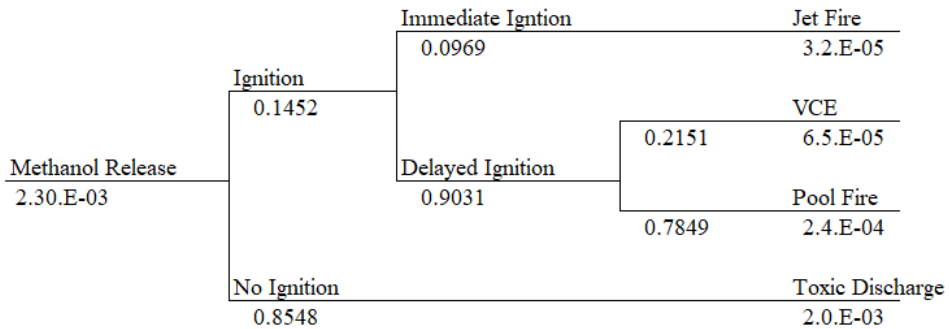 Immediate Igntion Jet Fire
0.0969 3.2.E-05
Ignition
0.1452 VCE
0.2151 6.5.E-05
Methanol Release Delayed Ignition
2.30.E-03 0.9031 Pool Fire
0.7849 2.4.E-04
No Ignition Toxic Discharge
0.8548 2.0.E-03